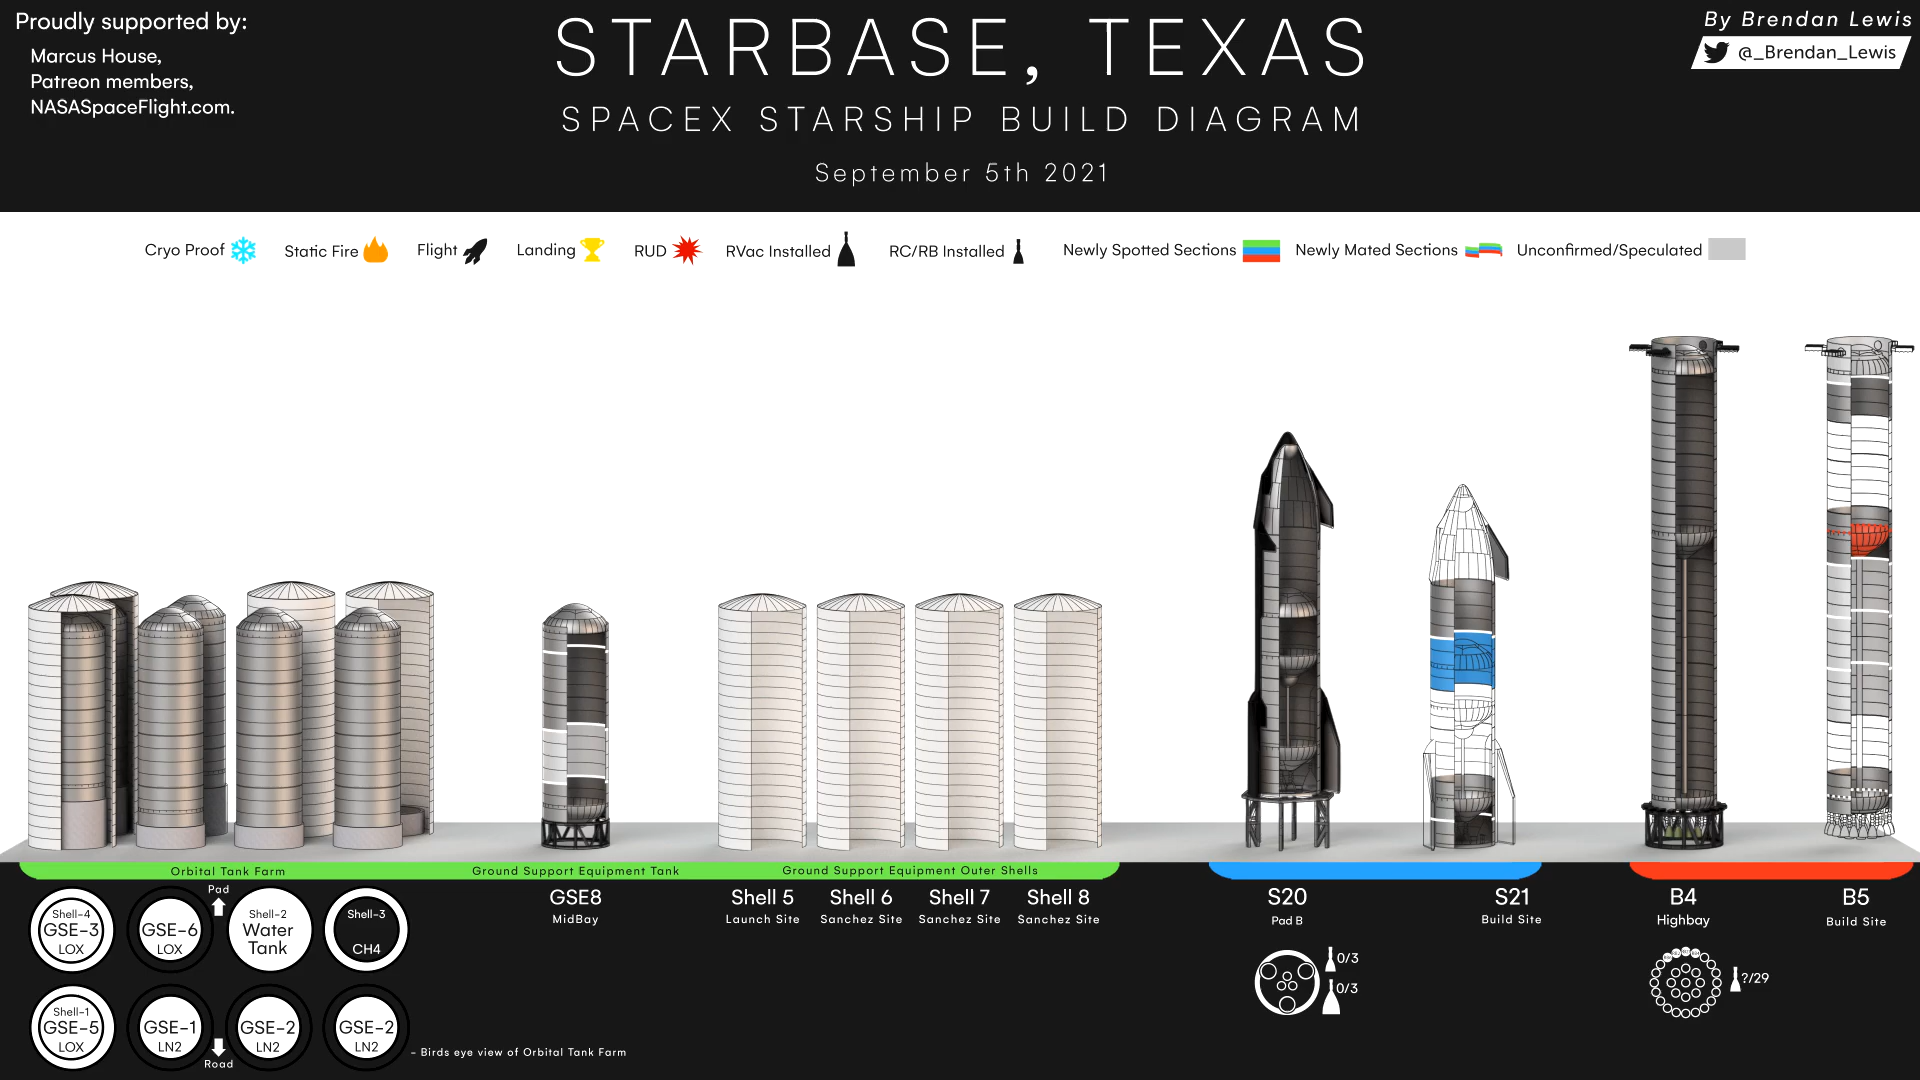 Proudly supported by:
Marcus House,
Patreon members,
NASASpaceFlight.com.
STARBASE, TEXAS
SPACEX STARSHIP BUILD DIAGRAM
September 5th 2021
By Brendan Lewis
@_Brendan_Lewis
Cryo Proof Static Fire Flight Landing RUD RVac Installed RC/RB Installed Newly Spotted Sections Newly Mated Sections Unconfirmed/Speculated
Orbital Tank Farm Ground Support Equipment Tank Ground Support Equipment Outer Shells
GSE8
MidBay
Shell 5
Launch Site
Shell 6
Sanchez Site
Shell 7
Sanchez Site
Shell 8
Sanchez Site
S20
Pad B
S21
Build Site
B4
Highbay
B5
Build Site
Pad
Shell-4
GSE-3
LOX
GSE-6
LOX
Shell-2
Water
Tank
Shell-3
CH4
Shell-1
GSE-5
LOX
GSE-1
LN2
GSE-2
LN2
GSE-2
LN2
Road
- Birds eye view of Orbital Tank Farm
0/3
0/3
?/29